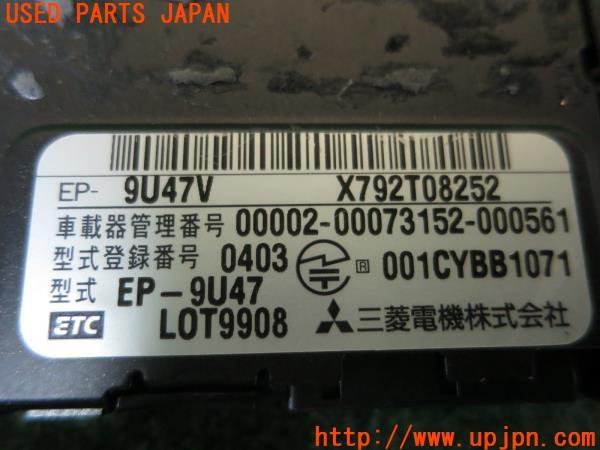 USED PARTS JAPAN
EP- 9U47V X792T08252
車載器管理番号 00002-00073152-000561
型式登録番号 0403 R 001CYBB1071
型式 EP-9U47
ETC LOT9908 三菱電機株式会社
UPJ
http://www.upjpn.com/